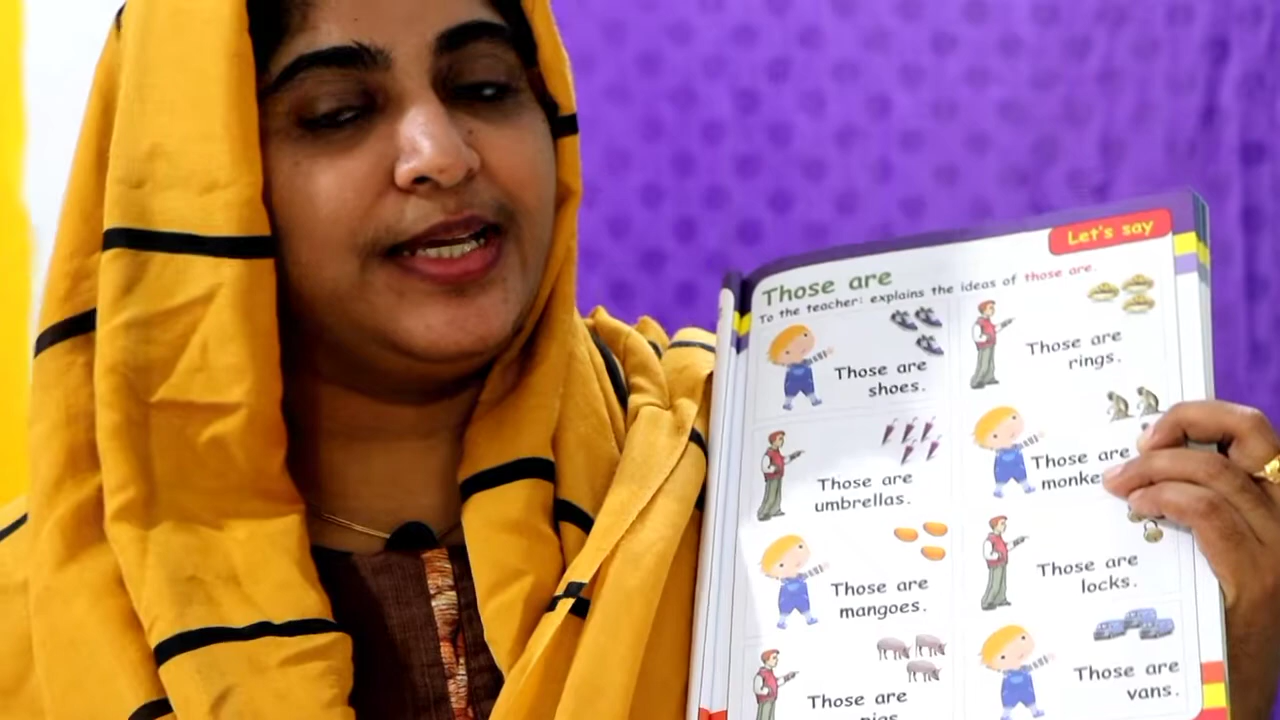 Let's say
Those are
To the teacher: explains the ideas of those are.
Those are
shoes.
Those are
rings.
Those are
umbrellas.
Those are
Those are
mangoes.
Those are
locks.
Those are
Those are
vans.